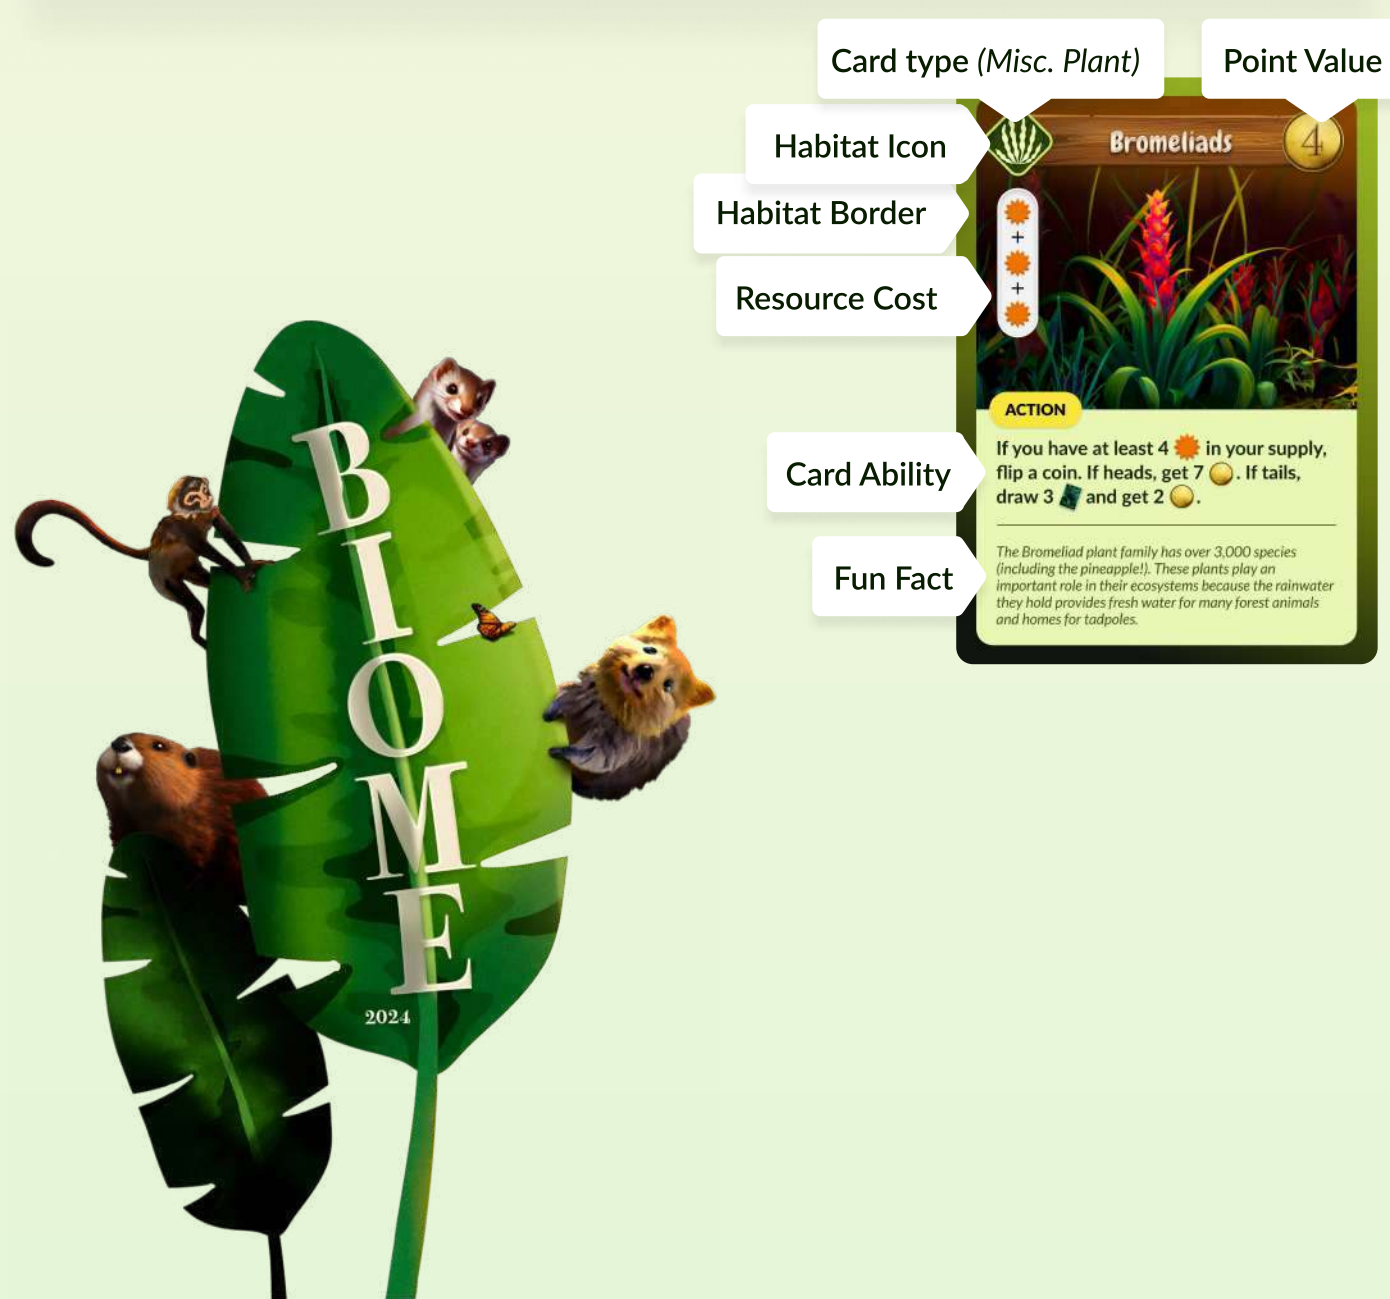 Card type (Misc. Plant)
Point Value
Habitat Icon
Bromeliads
4
Habitat Border
+
+
Resource Cost
ACTION
If you have at least 4 in your supply,
flip a coin. If heads, get 7 . If tails,
draw 3 and get 2 .
Card Ability
The Bromeliad plant family has over 3,000 species
(including the pineapple!). These plants play an
important role in their ecosystems because the rainwater
they hold provides fresh water for many forest animals
and homes for tadpoles.
Fun Fact
BIOME
2024